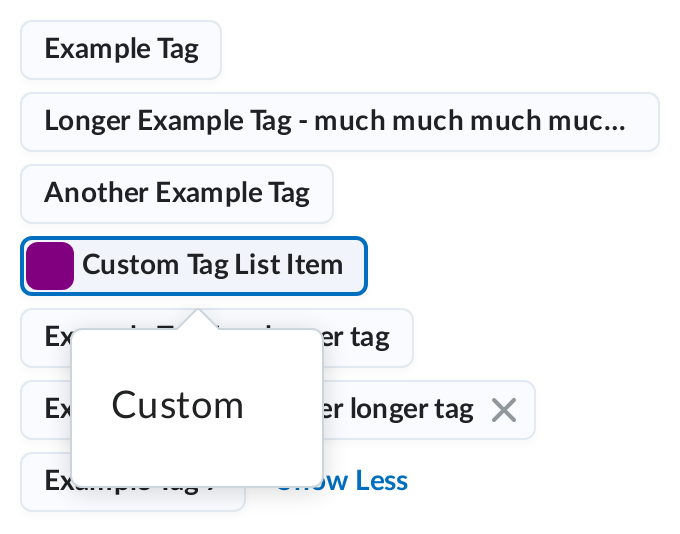 Example Tag
Longer Example Tag - much much much muc...
Another Example Tag
Custom Tag List Item
er tag
Custom
er longer tag
Show Less